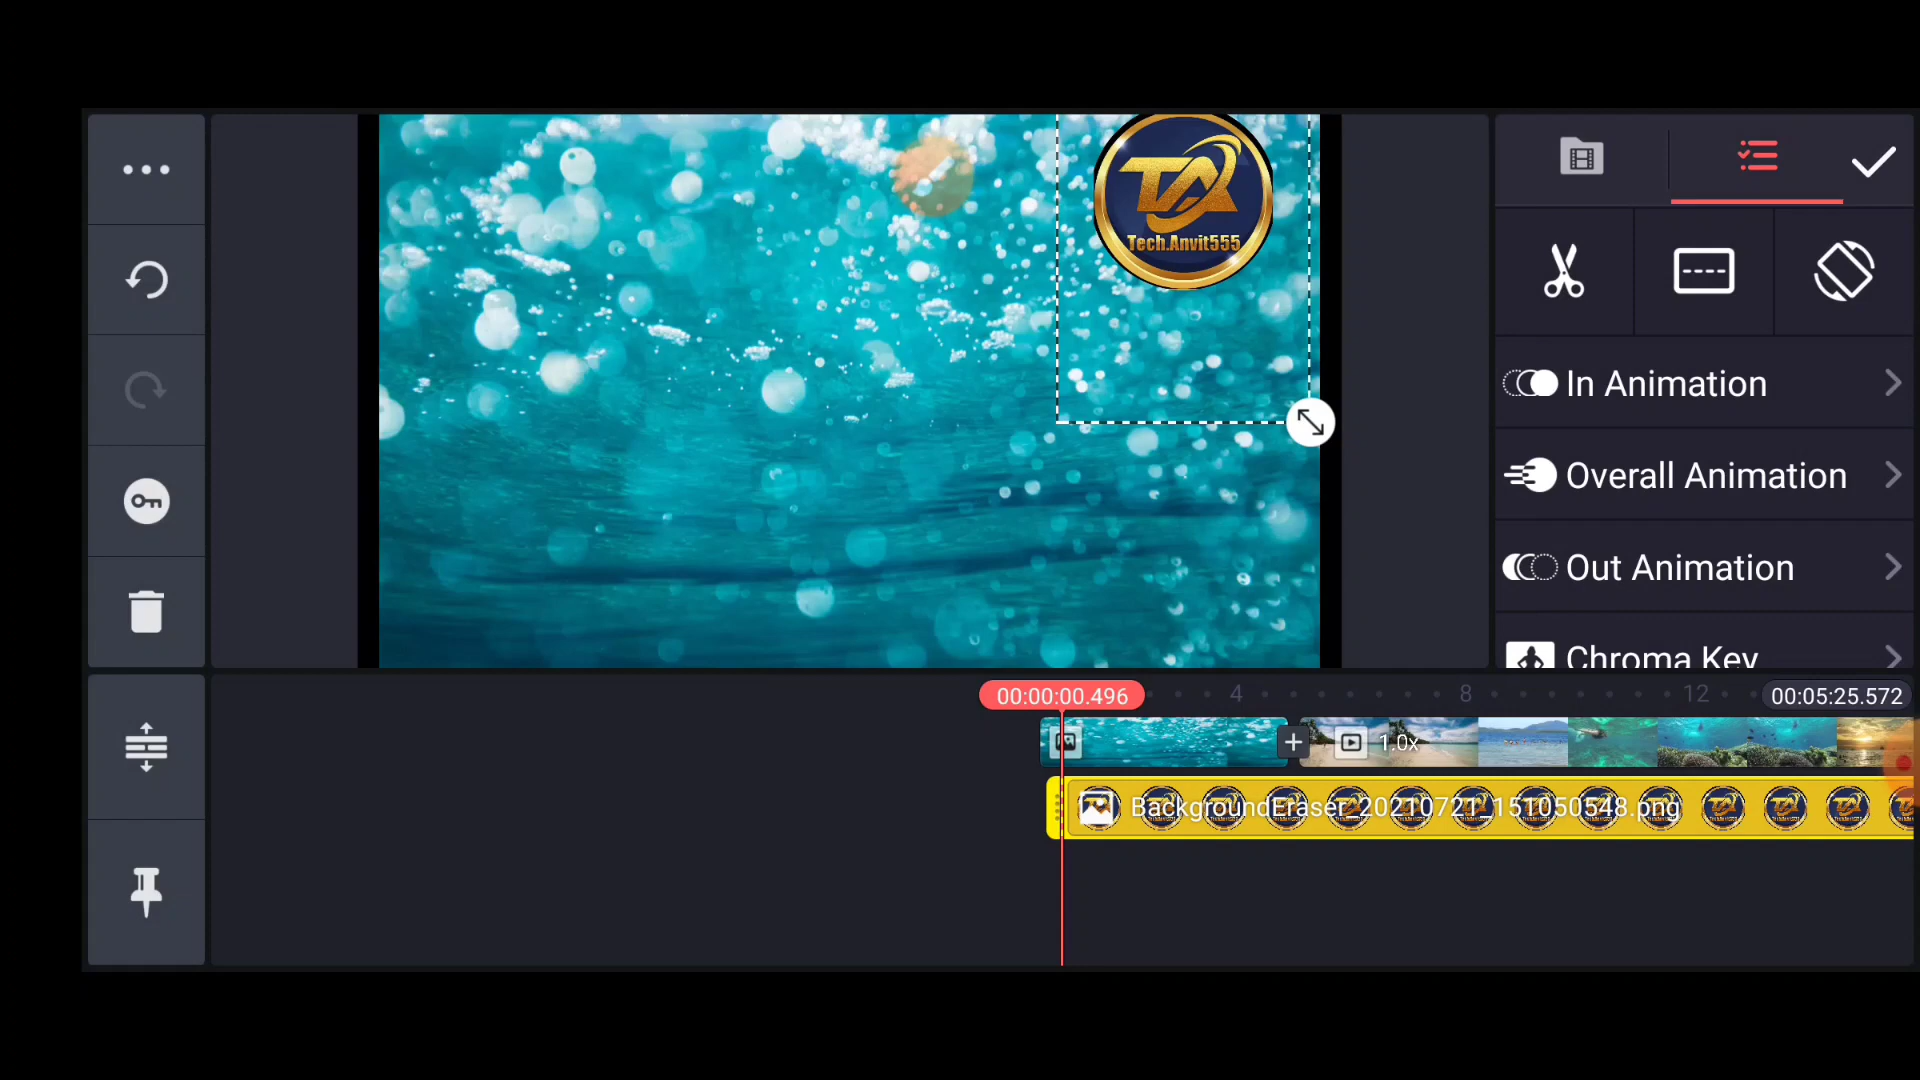 TA
Tech.Anvit555
In Animation
Overall Animation
Out Animation
Chroma Key
00:00:00.496
4
8
12
00:05:25.572
1.0x
BackgroundEraser_20210721_151050548.png